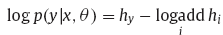 log p(y|x, θ) = h_y − logadd_i h_i